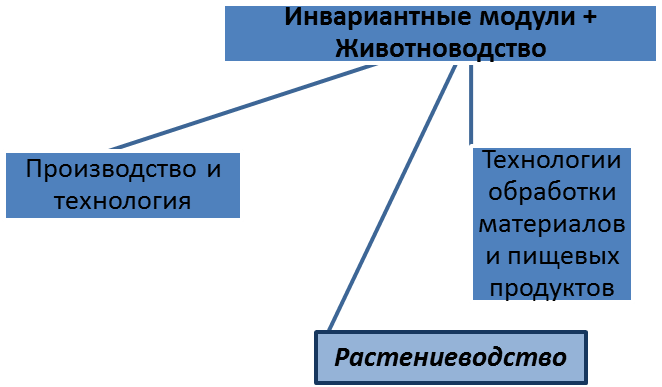 Инвариантные модули +
Животноводство
Производство и
технология
Технологии
обработки
материалов
и пищевых
продуктов
Растениеводство